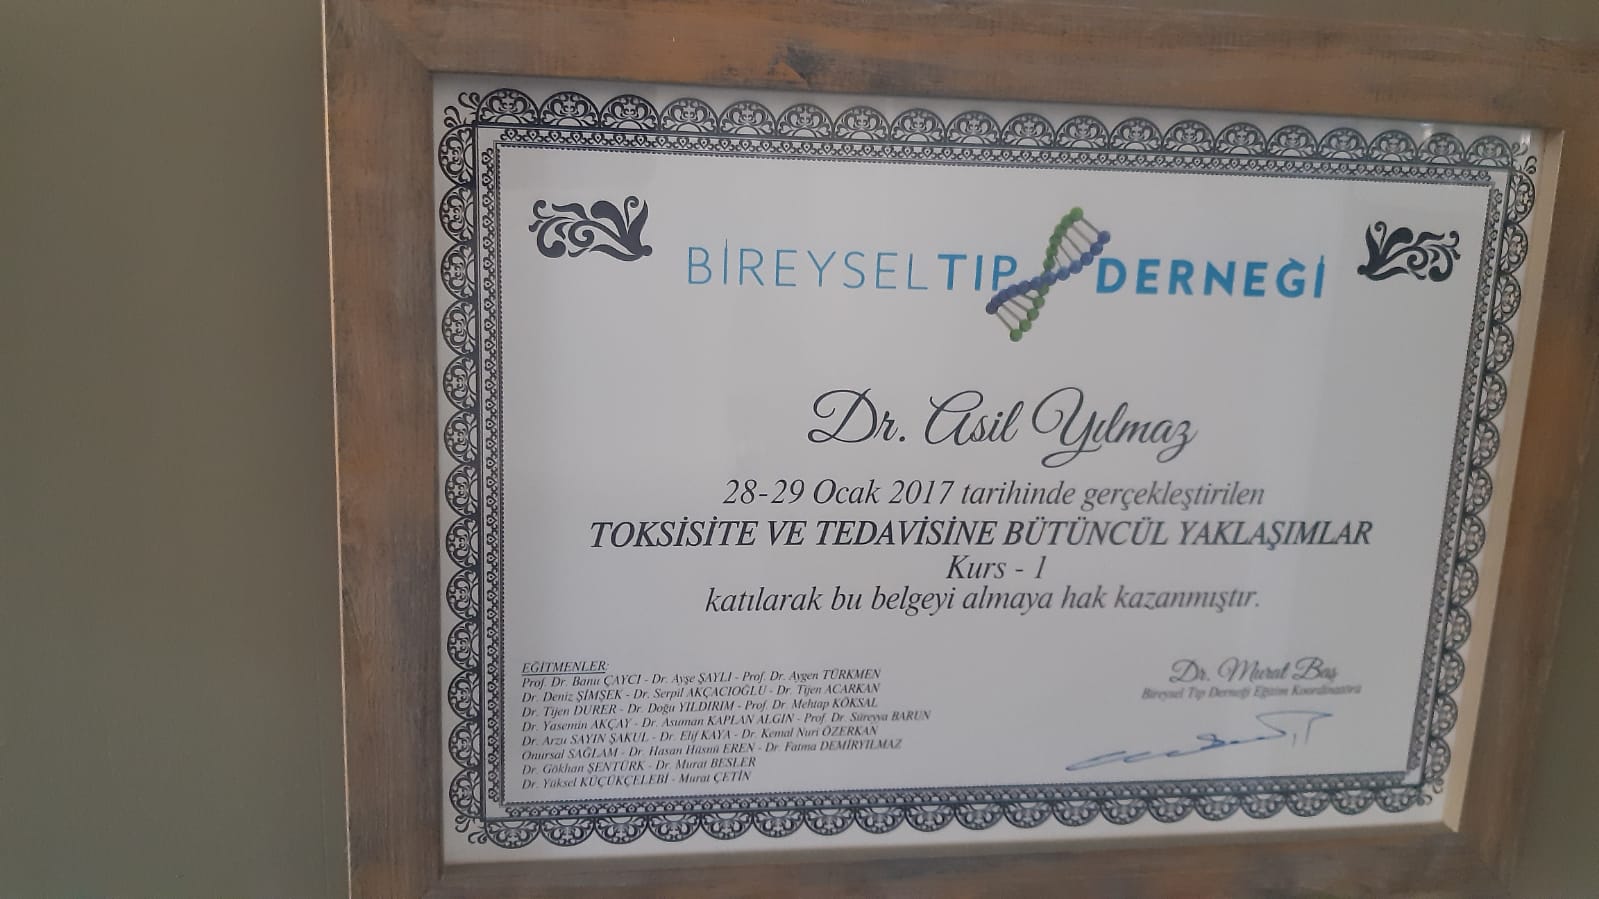 BİREYSEL TIP DERNEĞİ
Dr. Asil Yılmaz
28-29 Ocak 2017 tarihinde gerçekleştirilen
TOKSİSİTE VE TEDAVİSİNE BÜTÜNCÜL YAKLAŞIMLAR
Kurs - 1
katılarak bu belgeyi almaya hak kazanmıştır.
EĞİTMENLER:
Prof. Dr. Banu ÇAYCI - Dr. Ayşe ŞAYLI - Prof. Dr. Aygen TÜRKMEN
Dr. Deniz ŞİMŞEK - Dr. Serpil AKÇACIOĞLU - Dr. Tijen ACARKAN
Dr. Tijen DURER - Dr. Doğu YILDIRIM - Prof. Dr. Mehtap KÖKSAL
Dr. Yasemin AKÇAY - Dr. Asuman KAPLAN ALGIN - Prof. Dr. Süreyya BARUN
Dr. Arzu SAYIN ŞAKUL - Dr. Elif KAYA - Dr. Kemal Nuri ÖZERKAN
Onursal SAĞLAM - Dr. Hasan Hüsnü EREN - Dr. Fatma DEMİRYILMAZ
Dr. Gökhan ŞENTÜRK - Dr. Murat BESLER
Dr. Yüksel KÜÇÜKÇELEBİ - Murat ÇETİN
Dr. Murat Baş
Bireysel Tıp Derneği Eğitim Koordinatörü